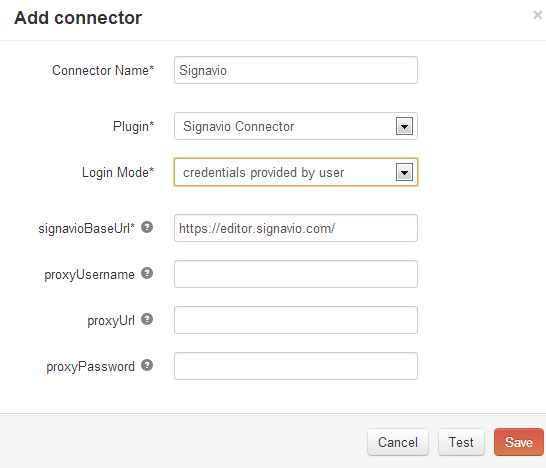 Add connector ×
Connector Name* Signavio
Plugin* Signavio Connector
Login Mode* credentials provided by user
signavioBaseUrl* ? https://editor.signavio.com/
proxyUsername ?
proxyUrl ?
proxyPassword ?
Cancel Test Save